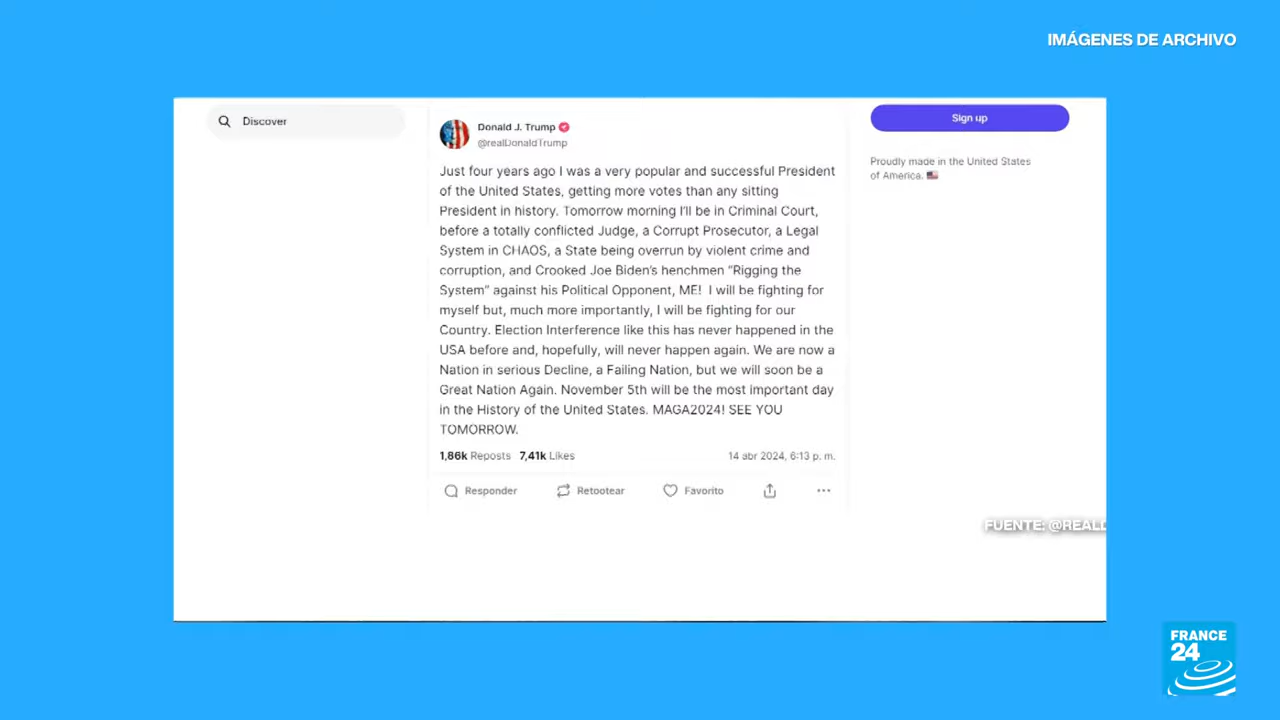 IMÁGENES DE ARCHIVO
Discover
Donald J. Trump
@realDonaldTrump
Just four years ago I was a very popular and successful President
of the United States, getting more votes than any sitting
President in history. Tomorrow morning I'll be in Criminal Court,
before a totally conflicted Judge, a Corrupt Prosecutor, a Legal
System in CHAOS, a State being overrun by violent crime and
corruption, and Crooked Joe Biden's henchmen "Rigging the
System" against his Political Opponent, ME! I will be fighting for
myself but, much more importantly, I will be fighting for our
Country. Election Interference like this has never happened in the
USA before and, hopefully, will never happen again. We are now a
Nation in serious Decline, a Failing Nation, but we will soon be a
Great Nation Again. November 5th will be the most important day
in the History of the United States. MAGA2024! SEE YOU
TOMORROW.
1,86k Reposts 7,41k Likes
14 abr 2024, 6:13 p. m.
Responder
Retootear
Favorito
Sign up
Proudly made in the United States
of America.
FUENTE: @REALD
FRANCE
24